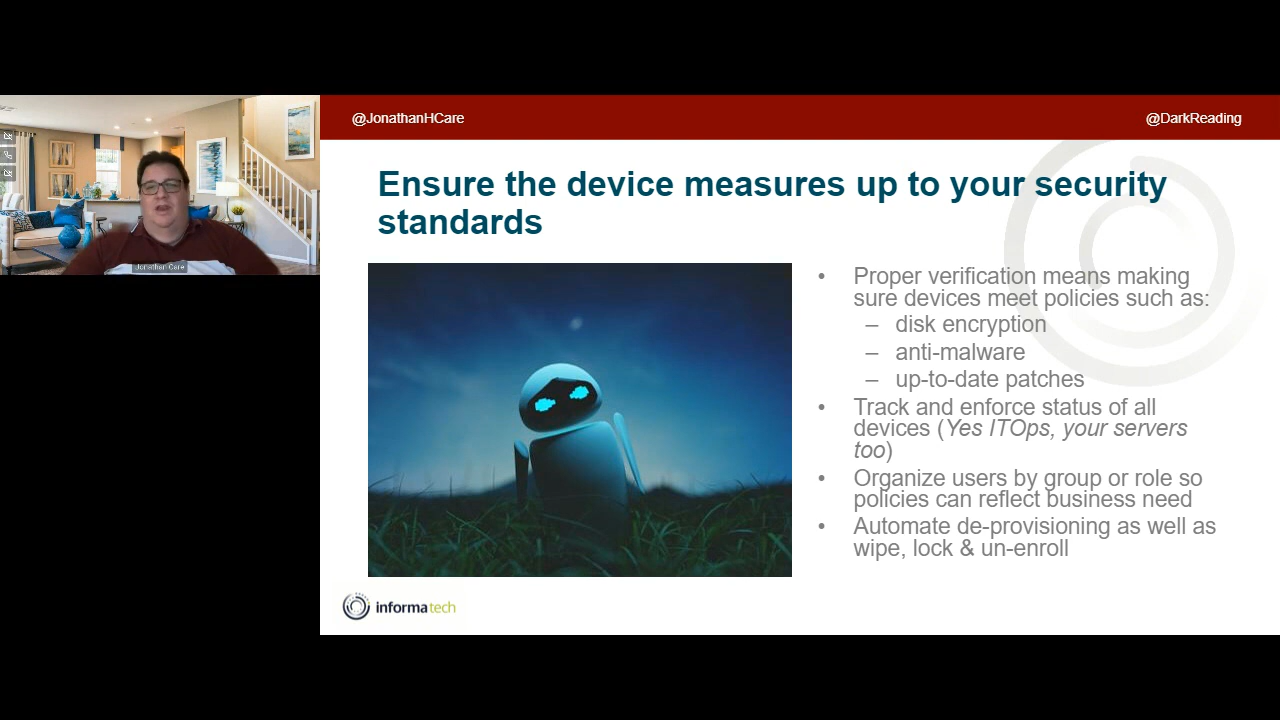 @JonathanHCare
@DarkReading
Ensure the device measures up to your security
standards
• Proper verification means making
sure devices meet policies such as:
– disk encryption
– anti-malware
– up-to-date patches
• Track and enforce status of all
devices (Yes ITOps, your servers
too)
• Organize users by group or role so
policies can reflect business need
• Automate de-provisioning as well as
wipe, lock & un-enroll
Jonathan Care
informa tech